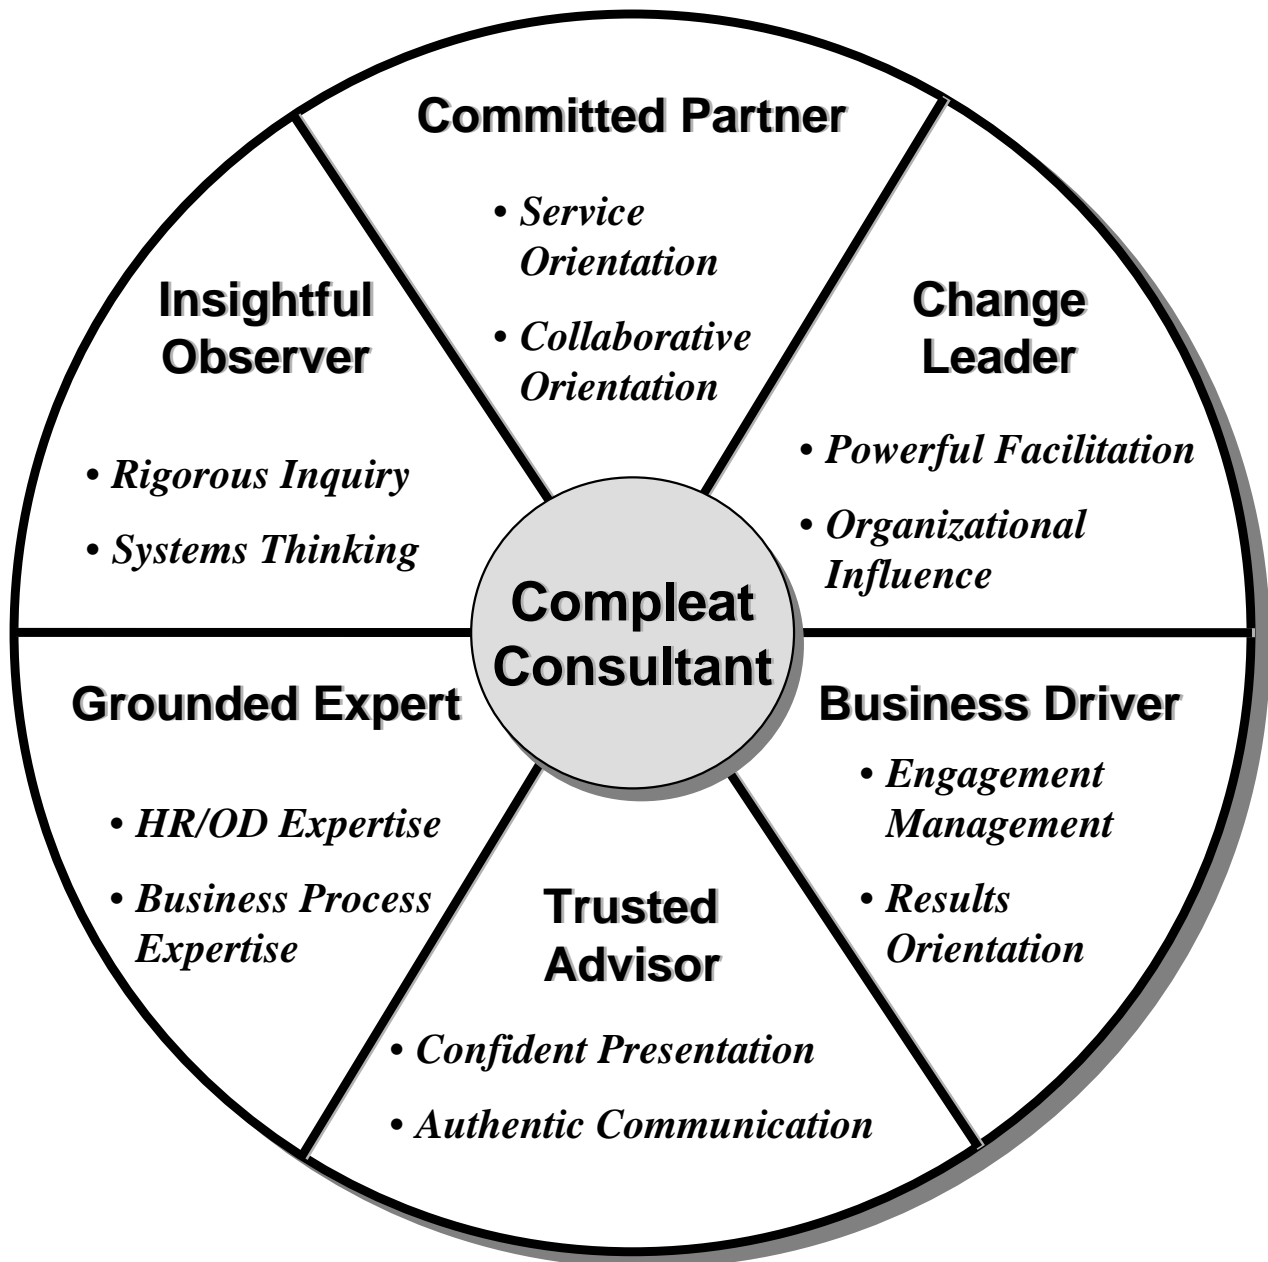 Committed Partner
• Service
Orientation
• Collaborative
Orientation
Change
Leader
• Powerful Facilitation
• Organizational
Influence
Business Driver
• Engagement
Management
• Results
Orientation
Trusted
Advisor
• Confident Presentation
• Authentic Communication
Grounded Expert
• HR/OD Expertise
• Business Process
Expertise
Insightful
Observer
• Rigorous Inquiry
• Systems Thinking
Compleat
Consultant